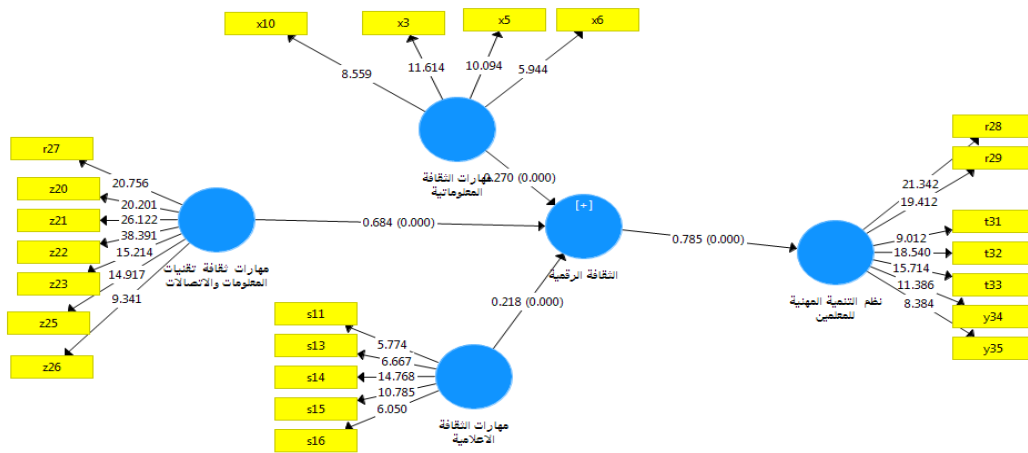 x10
x3
x5
x6
8.559
11.614
10.094
5.944
مهارات الثقافة
المعلوماتية
0.270 (0.000)
r27
z20
z21
z22
z23
z25
z26
20.756
20.201
26.122
38.391
15.214
14.917
9.341
مهارات ثقافة تقنيات
المعلومات والاتصالات
0.684 (0.000)
[+]
الثقافة الرقمية
0.785 (0.000)
r28
r29
t31
t32
t33
y34
y35
21.342
19.412
9.012
18.540
15.714
11.386
8.384
نظم التنمية المهنية
للمعلمين
0.218 (0.000)
s11
s13
s14
s15
s16
5.774
6.667
14.768
10.785
6.050
مهارات الثقافة
الاعلامية